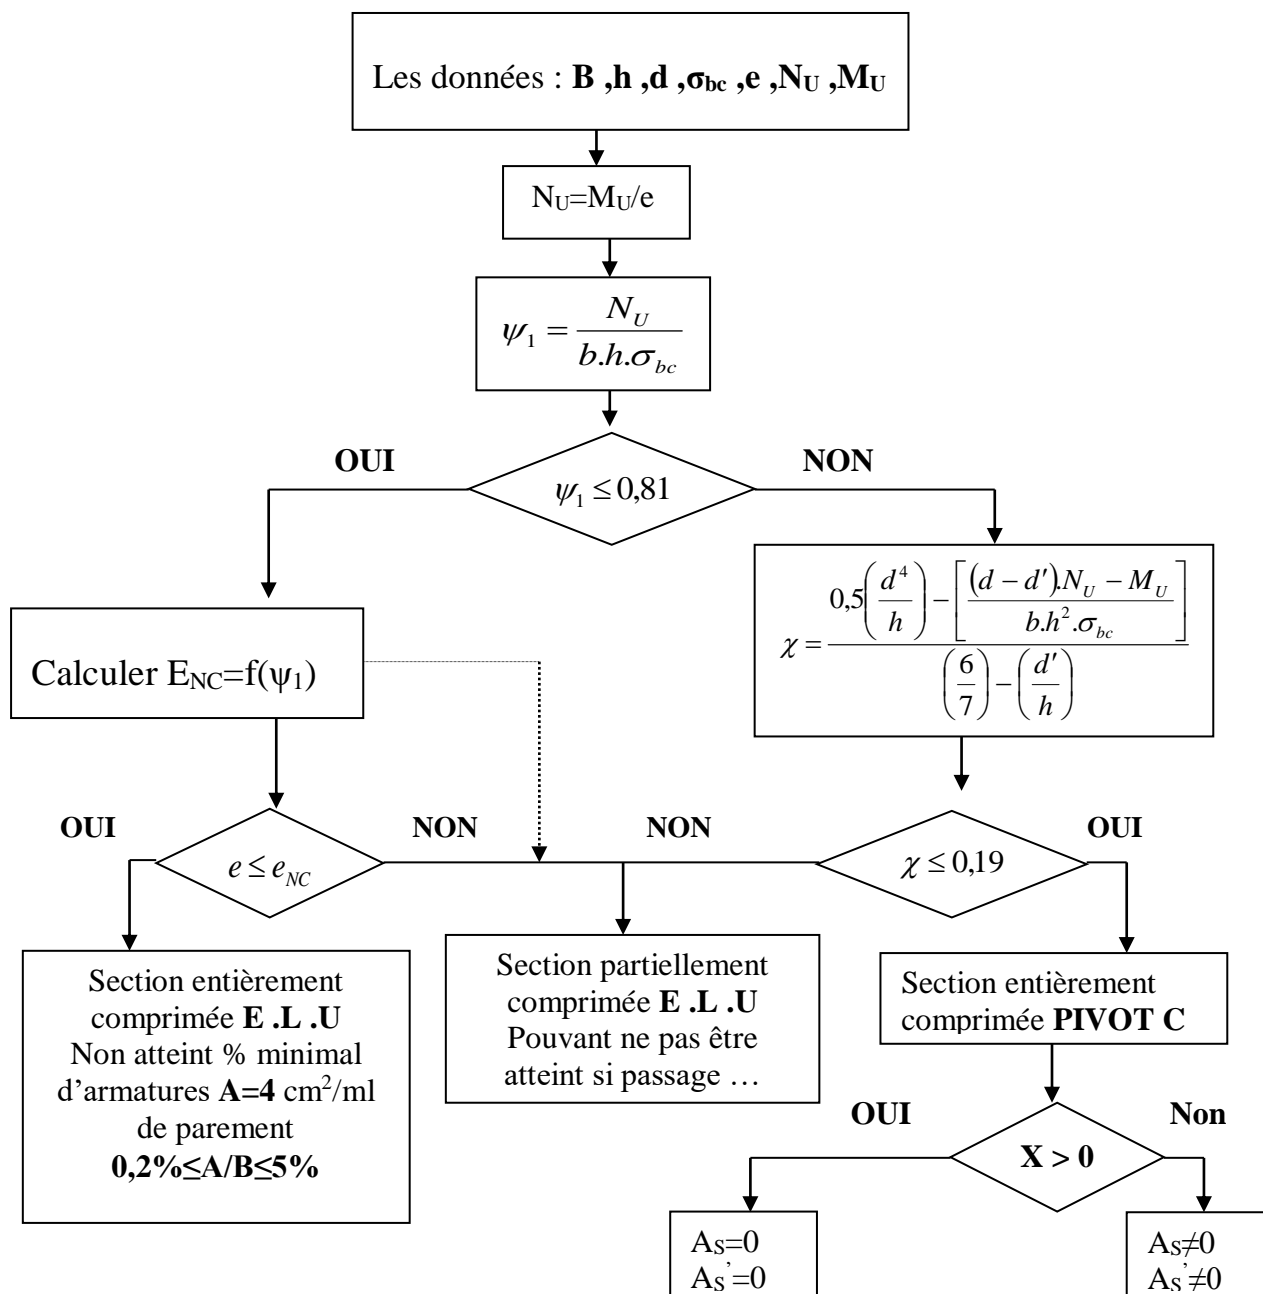 Les données : B ,h ,d ,σbc ,e ,NU ,MU
NU=MU/e
ψ1 = NU / b.h.σbc
OUI
NON
ψ1 ≤ 0,81
χ = 0,5(d⁴/h) − [(d − d′).NU − MU / b.h².σbc] / (6/7) − (d′/h)
Calculer ENC=f(ψ1)
OUI
NON
NON
OUI
e ≤ eNC
χ ≤ 0,19
Section entièrement
comprimée E .L .U
Non atteint % minimal
d’armatures A=4 cm²/ml
de parement
0,2%≤A/B≤5%
Section partiellement
comprimée E .L .U
Pouvant ne pas être
atteint si passage …
Section entièrement
comprimée PIVOT C
OUI
Non
X > 0
AS=0
AS’=0
AS≠0
AS’≠0